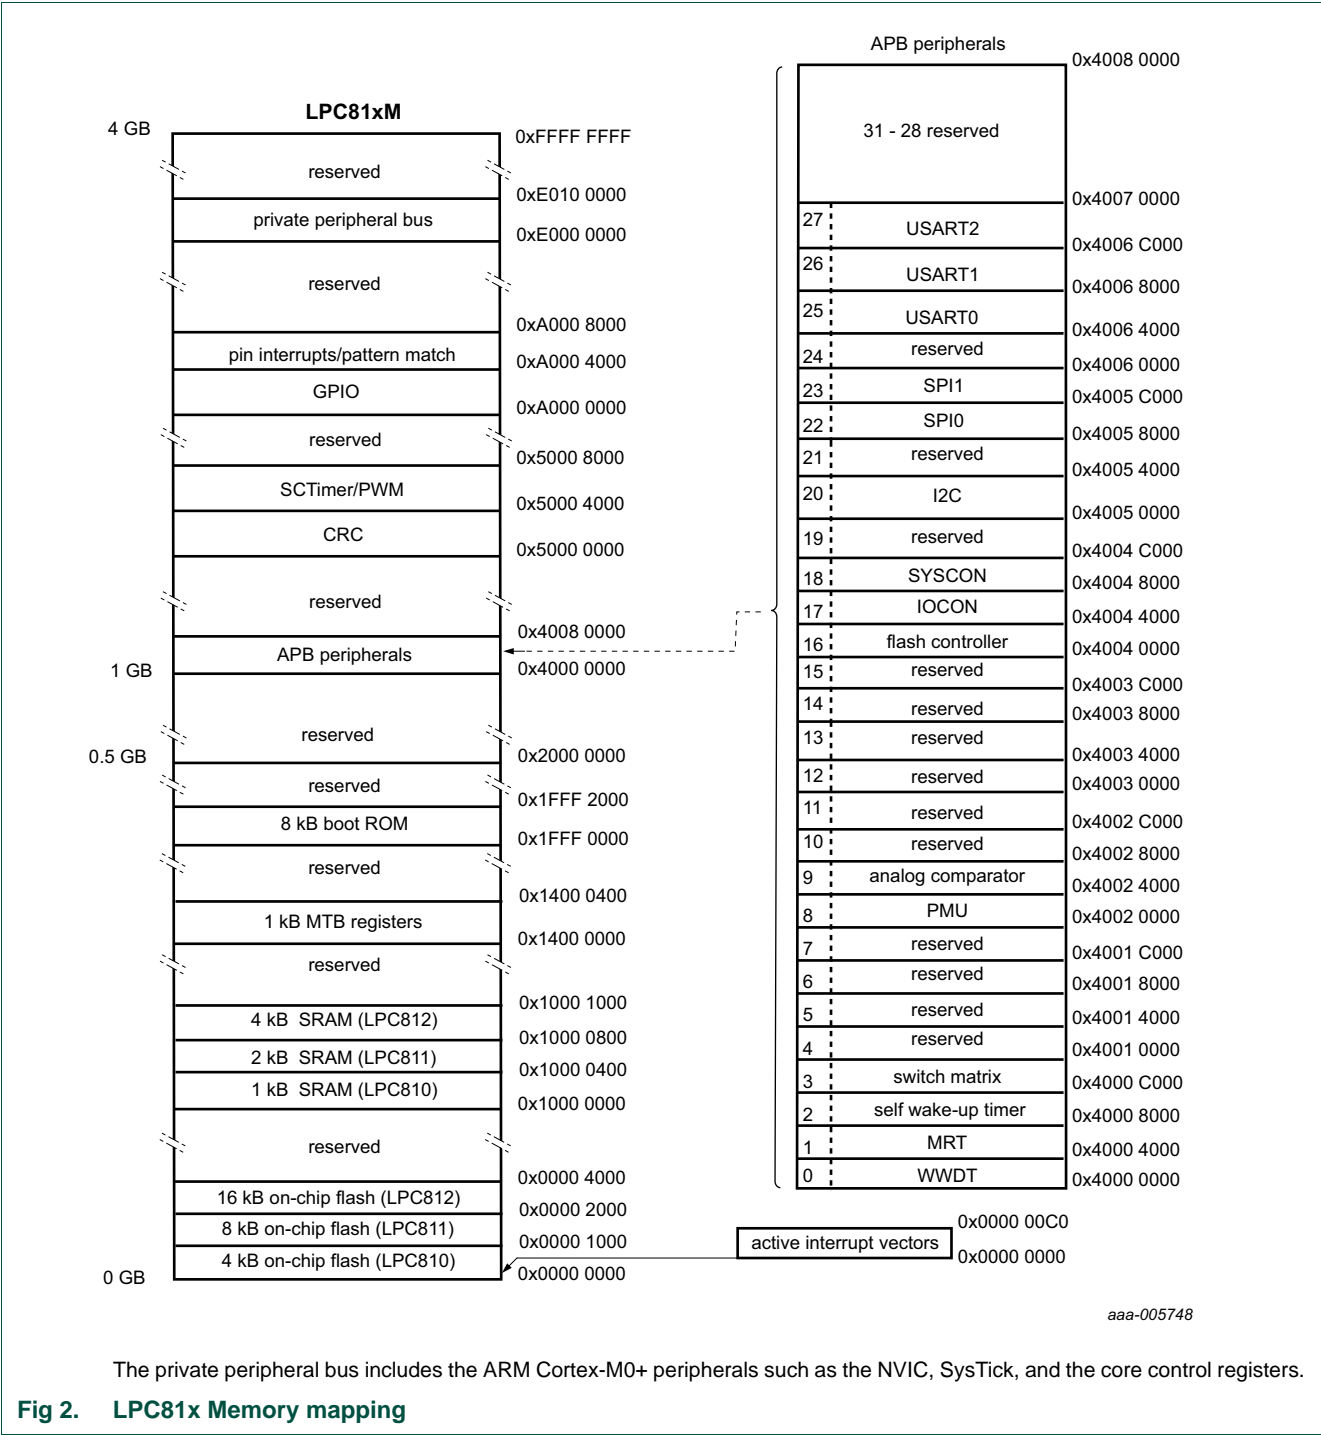 LPC81xM
4 GB
0xFFFF FFFF
reserved
0xE010 0000
private peripheral bus
0xE000 0000
reserved
0xA000 8000
pin interrupts/pattern match
0xA000 4000
GPIO
0xA000 0000
reserved
0x5000 8000
SCTimer/PWM
0x5000 4000
CRC
0x5000 0000
reserved
0x4008 0000
APB peripherals
1 GB
0x4000 0000
reserved
0.5 GB
0x2000 0000
reserved
0x1FFF 2000
8 kB boot ROM
0x1FFF 0000
reserved
0x1400 0400
1 kB MTB registers
0x1400 0000
reserved
0x1000 1000
4 kB SRAM (LPC812)
0x1000 0800
2 kB SRAM (LPC811)
0x1000 0400
1 kB SRAM (LPC810)
0x1000 0000
reserved
0x0000 4000
16 kB on-chip flash (LPC812)
0x0000 2000
8 kB on-chip flash (LPC811)
0x0000 1000
4 kB on-chip flash (LPC810)
0 GB
0x0000 0000
APB peripherals
0x4008 0000
31 - 28 reserved
0x4007 0000
27 USART2
0x4006 C000
26 USART1
0x4006 8000
25 USART0
0x4006 4000
24 reserved
0x4006 0000
23 SPI1
0x4005 C000
22 SPI0
0x4005 8000
21 reserved
0x4005 4000
20 I2C
0x4005 0000
19 reserved
0x4004 C000
18 SYSCON
0x4004 8000
17 IOCON
0x4004 4000
16 flash controller
0x4004 0000
15 reserved
0x4003 C000
14 reserved
0x4003 8000
13 reserved
0x4003 4000
12 reserved
0x4003 0000
11 reserved
0x4002 C000
10 reserved
0x4002 8000
9 analog comparator
0x4002 4000
8 PMU
0x4002 0000
7 reserved
0x4001 C000
6 reserved
0x4001 8000
5 reserved
0x4001 4000
4 reserved
0x4001 0000
3 switch matrix
0x4000 C000
2 self wake-up timer
0x4000 8000
1 MRT
0x4000 4000
0 WWDT
0x4000 0000
0x0000 00C0
active interrupt vectors
0x0000 0000
aaa-005748
The private peripheral bus includes the ARM Cortex-M0+ peripherals such as the NVIC, SysTick, and the core control registers.
Fig 2. LPC81x Memory mapping